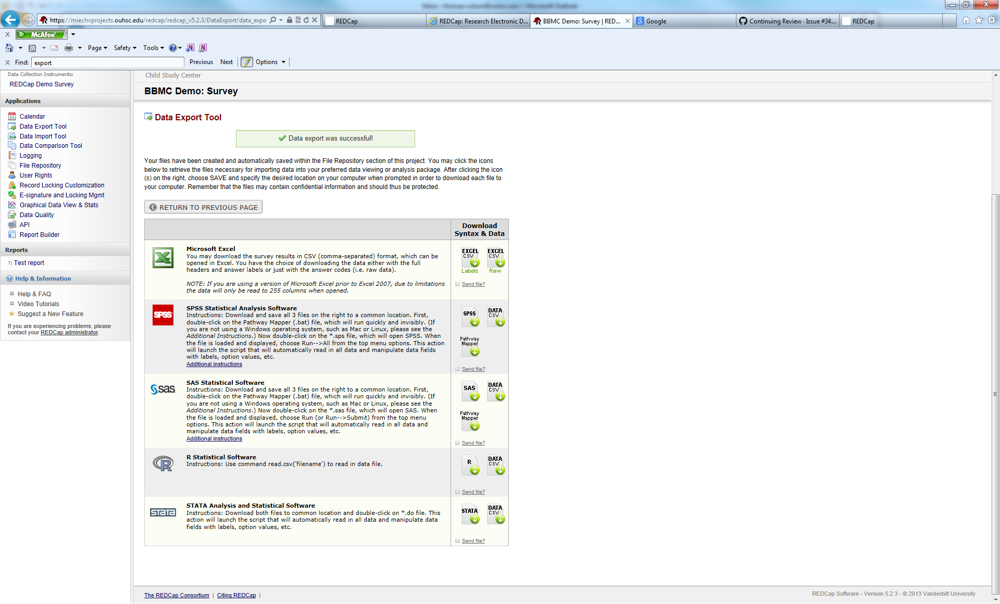 https://miechvprojects.ouhsc.edu/redcap/redcap_v5.2.3/DataExport/data_expo
REDCap
REDCap: Research Electronic D...
BBMC Demo: Survey | RED...
Google
Continuing Review · Issue #34...
REDCap
McAfee
Page
Safety
Tools
Find:
export
Previous
Next
Options
Data Collection Instruments:
REDCap Demo Survey
Applications
Calendar
Data Export Tool
Data Import Tool
Data Comparison Tool
Logging
File Repository
User Rights
Record Locking Customization
E-signature and Locking Mgmt
Graphical Data View & Stats
Data Quality
API
Report Builder
Reports
1) Test report
Help & Information
Help & FAQ
Video Tutorials
Suggest a New Feature
If you are experiencing problems, please
contact your REDCap administrator.
Child Study Center
BBMC Demo: Survey
Data Export Tool
Data export was successful!
Your files have been created and automatically saved within the File Repository section of this project. You may click the icons
below to retrieve the files necessary for importing data into your preferred data viewing or analysis package. After clicking the icon
(s) on the right, choose SAVE and specify the desired location on your computer when prompted in order to download each file to
your computer. Remember that the files may contain confidential information and should thus be protected.
RETURN TO PREVIOUS PAGE
Download
Syntax & Data
Microsoft Excel
You may download the survey results in CSV (comma-separated) format, which can be
opened in Excel. You have the choice of downloading the data either with the full
headers and answer labels or just with the answer codes (i.e. raw data).
NOTE: If you are using a version of Microsoft Excel prior to Excel 2007, due to limitations
the data will only be read to 255 columns when opened.
EXCEL
CSV
Labels
EXCEL
CSV
Raw
Send file?
SPSS
SPSS Statistical Analysis Software
Instructions: Download and save all 3 files on the right to a common location. First,
double-click on the Pathway Mapper (.bat) file, which will run quickly and invisibly. (If
you are not using a Windows operating system, such as Mac or Linux, please see the
Additional Instructions.) Now double-click on the *.sps file, which will open SPSS. When
the file is loaded and displayed, choose Run-->All from the top menu options. This action
will launch the script that will automatically read in all data and manipulate data fields
with labels, option values, etc.
Additional instructions
SPSS
DATA
CSV
Pathway
Mapper
Send file?
sas
SAS Statistical Software
Instructions: Download and save all 3 files on the right to a common location. First,
double-click on the Pathway Mapper (.bat) file, which will run quickly and invisibly. (If
you are not using a Windows operating system, such as Mac or Linux, please see the
Additional Instructions.) Now double-click on the *.sas file, which will open SAS. When
the file is loaded and displayed, choose Run (or Run-->Submit) from the top menu
options. This action will launch the script that will automatically read in all data and
manipulate data fields with labels, option values, etc.
Additional instructions
SAS
DATA
CSV
Pathway
Mapper
Send file?
R
R Statistical Software
Instructions: Use command read.csv('filename') to read in data file.
R
DATA
CSV
Send file?
STATA
STATA Analysis and Statistical Software
Instructions: Download both files to common location and double-click on *.do file. This
action will launch the script that will automatically read in all data and manipulate data
fields with labels, option values, etc.
STATA
DATA
CSV
Send file?
The REDCap Consortium | Citing REDCap |
REDCap Software - Version 5.2.3 - © 2013 Vanderbilt University